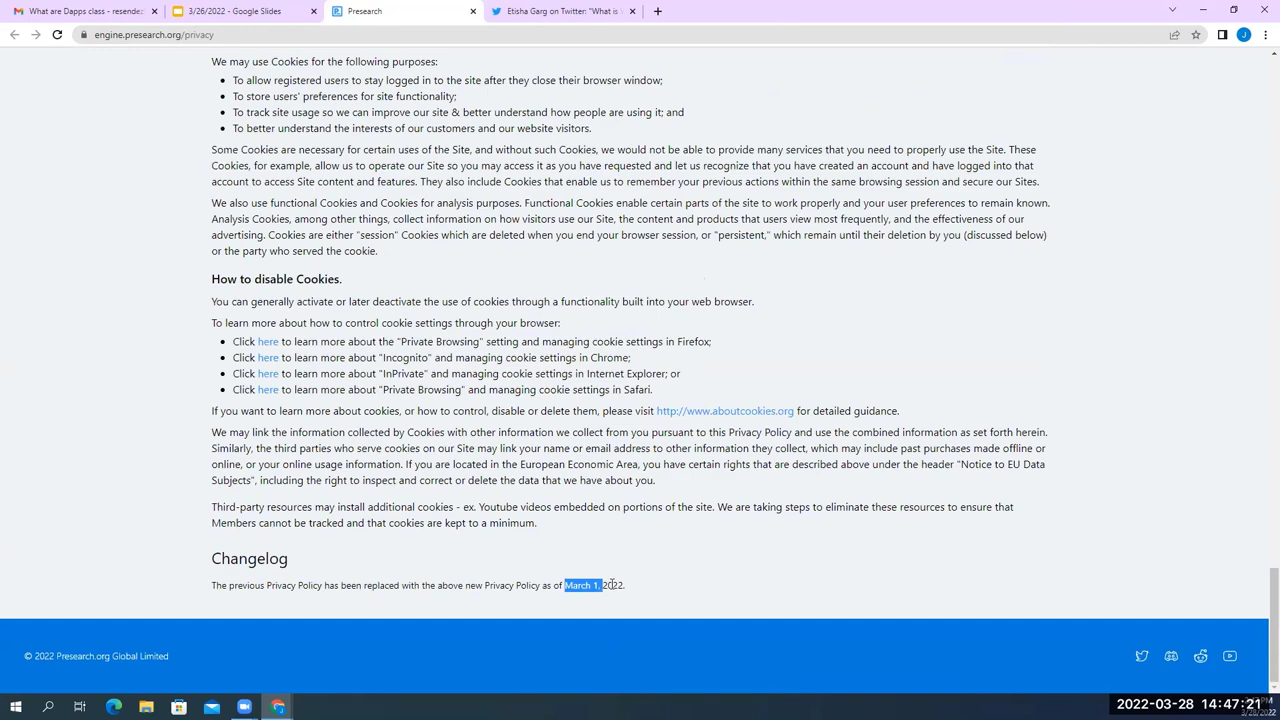 What are Dapps class - resende
3/26/2022 - Google Slides
Presearch
Etisha Garg on Twitter: "What is
engine.presearch.org/privacy
We may use Cookies for the following purposes:
To allow registered users to stay logged in to the site after they close their browser window;
To store users' preferences for site functionality;
To track site usage so we can improve our site & better understand how people are using it; and
To better understand the interests of our customers and our website visitors.
Some Cookies are necessary for certain uses of the Site, and without such Cookies, we would not be able to provide many services that you need to properly use the Site. These
Cookies, for example, allow us to operate our Site so you may access it as you have requested and let us recognize that you have created an account and have logged into that
account to access Site content and features. They also include Cookies that enable us to remember your previous actions within the same browsing session and secure our Sites.
We also use functional Cookies and Cookies for analysis purposes. Functional Cookies enable certain parts of the site to work properly and your user preferences to remain known.
Analysis Cookies, among other things, collect information on how visitors use our Site, the content and products that users view most frequently, and the effectiveness of our
advertising. Cookies are either "session" Cookies which are deleted when you end your browser session, or "persistent," which remain until their deletion by you (discussed below)
or the party who served the cookie.
How to disable Cookies.
You can generally activate or later deactivate the use of cookies through a functionality built into your web browser.
To learn more about how to control cookie settings through your browser:
Click here to learn more about the "Private Browsing" setting and managing cookie settings in Firefox;
Click here to learn more about "Incognito" and managing cookie settings in Chrome;
Click here to learn more about "InPrivate" and managing cookie settings in Internet Explorer; or
Click here to learn more about "Private Browsing" and managing cookie settings in Safari.
If you want to learn more about cookies, or how to control, disable or delete them, please visit http://www.aboutcookies.org for detailed guidance.
We may link the information collected by Cookies with other information we collect from you pursuant to this Privacy Policy and use the combined information as set forth herein.
Similarly, the third parties who serve cookies on our Site may link your name or email address to other information they collect, which may include past purchases made offline or
online, or your online usage information. If you are located in the European Economic Area, you have certain rights that are described above under the header "Notice to EU Data
Subjects", including the right to inspect and correct or delete the data that we have about you.
Third-party resources may install additional cookies - ex. Youtube videos embedded on portions of the site. We are taking steps to eliminate these resources to ensure that
Members cannot be tracked and that cookies are kept to a minimum.
Changelog
The previous Privacy Policy has been replaced with the above new Privacy Policy as of March 1, 2022.
© 2022 Presearch.org Global Limited
2022-03-28 14:47:21